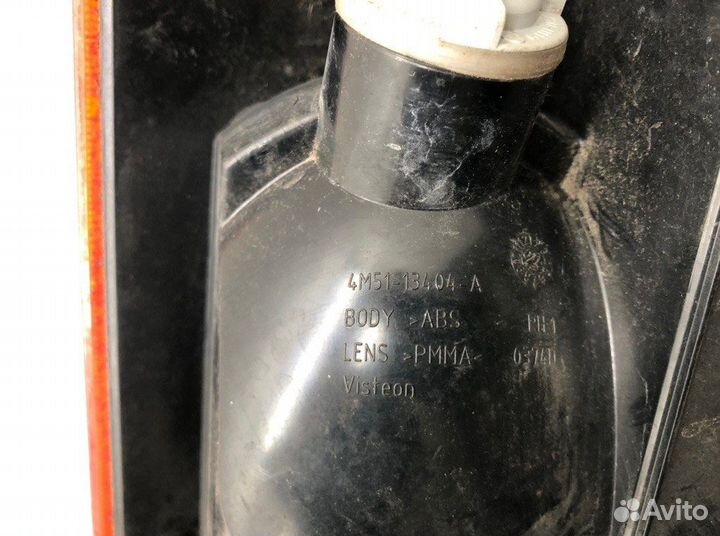 4M51-13404-A
BODY >ABS<
LENS >PMMA<
Visteon
Avito